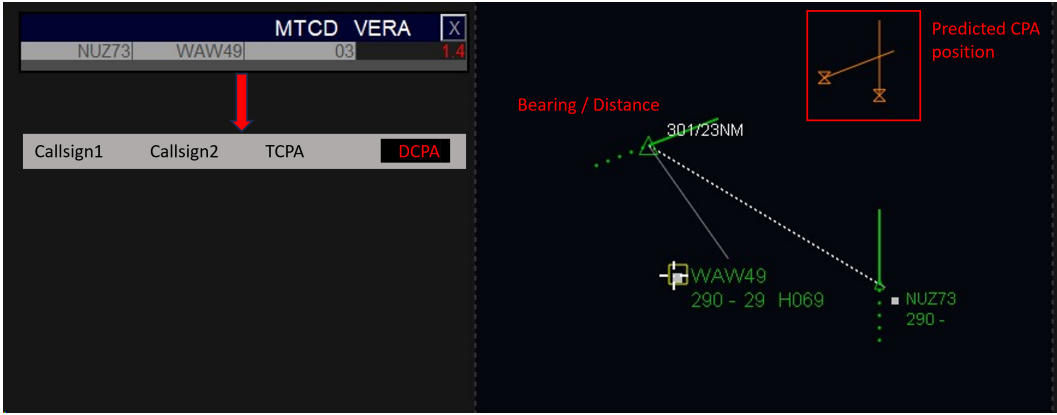 MTCD VERA X
NUZ73 WAW49 03 1.4
Callsign1 Callsign2 TCPA DCPA
Predicted CPA
position
Bearing / Distance
301/23NM
WAW49
290 - 29 H069
NUZ73
290 -